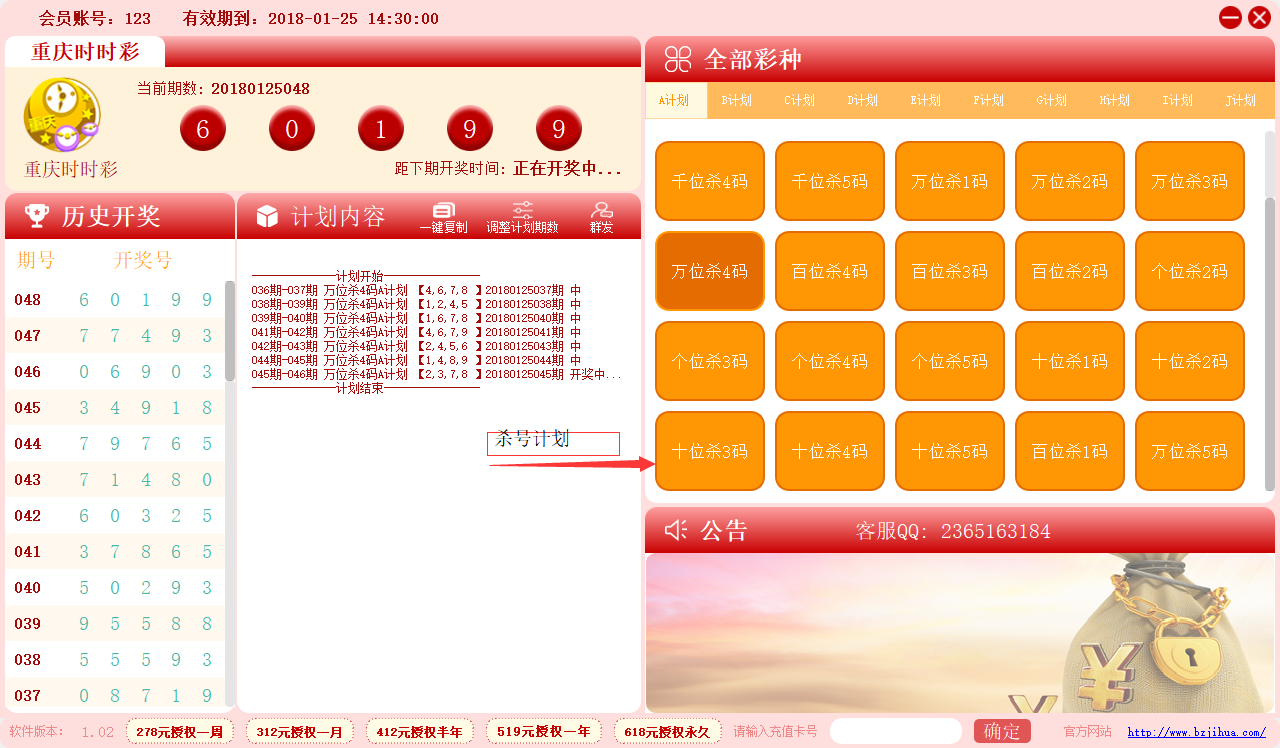 会员账号：123 有效期到：2018-01-25 14:30:00
重庆时时彩
当前期数：20180125048
6 0 1 9 9
重庆时时彩
距下期开奖时间：正在开奖中...
历史开奖
期号 开奖号
048 6 0 1 9 9
047 7 7 4 9 3
046 0 6 9 0 3
045 3 4 9 1 8
044 7 9 7 6 5
043 7 1 4 8 0
042 6 0 3 2 5
041 3 7 8 6 5
040 5 0 2 9 3
039 9 5 5 8 8
038 5 5 5 9 3
037 0 8 7 1 9
计划内容 一键复制 调整计划期数 群发
———————计划开始————————
036期-037期 万位杀4码A计划 【4,6,7,8 】20180125037期 中
038期-039期 万位杀4码A计划 【1,2,4,5 】20180125038期 中
039期-040期 万位杀4码A计划 【1,6,7,8 】20180125040期 中
041期-042期 万位杀4码A计划 【4,6,7,9 】20180125041期 中
042期-043期 万位杀4码A计划 【2,4,5,6 】20180125042期 中
044期-045期 万位杀4码A计划 【1,4,8,9 】20180125044期 中
045期-046期 万位杀4码A计划 【2,3,7,8 】20180125045期 开奖中...
———————计划结束————————
杀号计划
全部彩种
A计划 B计划 C计划 D计划 E计划 F计划 G计划 H计划 I计划 J计划
千位杀4码 千位杀5码 万位杀1码 万位杀2码 万位杀3码
万位杀4码 百位杀4码 百位杀3码 百位杀2码 个位杀2码
个位杀3码 个位杀4码 个位杀5码 十位杀1码 十位杀2码
十位杀3码 十位杀4码 十位杀5码 百位杀1码 万位杀5码
公告 客服QQ：2365163184
软件版本： 1.02 278元授权一周 312元授权一月 412元授权半年 519元授权一年 618元授权永久 请输入充值卡号 确定 官方网站 http://www.bzjihua.com/